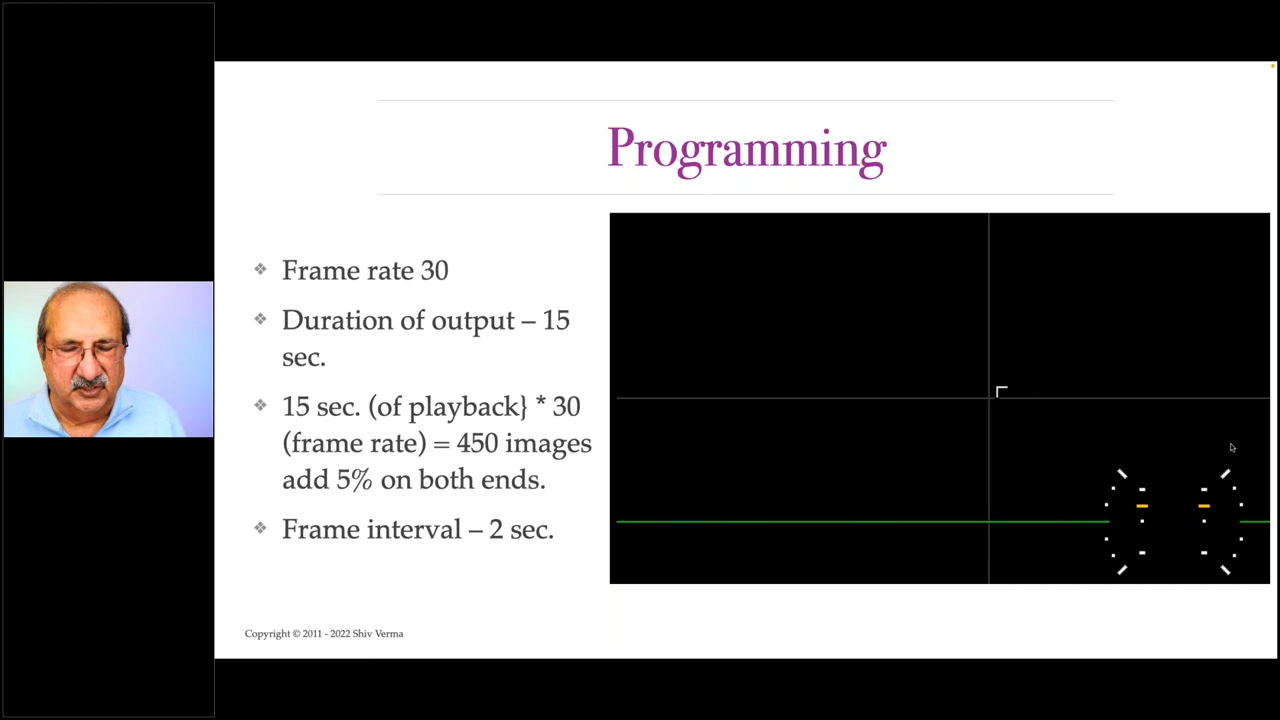 Programming
❖ Frame rate 30
❖ Duration of output – 15
sec.
❖ 15 sec. (of playback} * 30
(frame rate) = 450 images
add 5% on both ends.
❖ Frame interval – 2 sec.
Copyright © 2011 - 2022 Shiv Verma